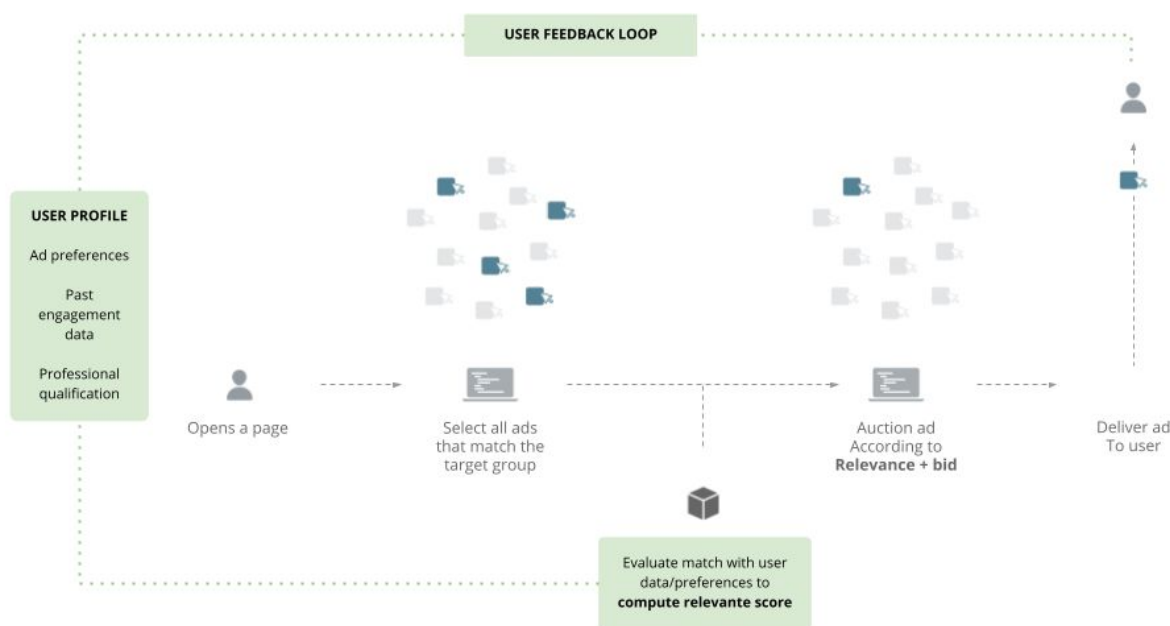 USER FEEDBACK LOOP
USER PROFILE
Ad preferences
Past
engagement
data
Professional
qualification
Opens a page
Select all ads
that match the
target group
Auction ad
According to
Relevance + bid
Deliver ad
To user
Evaluate match with user
data/preferences to
compute relevante score